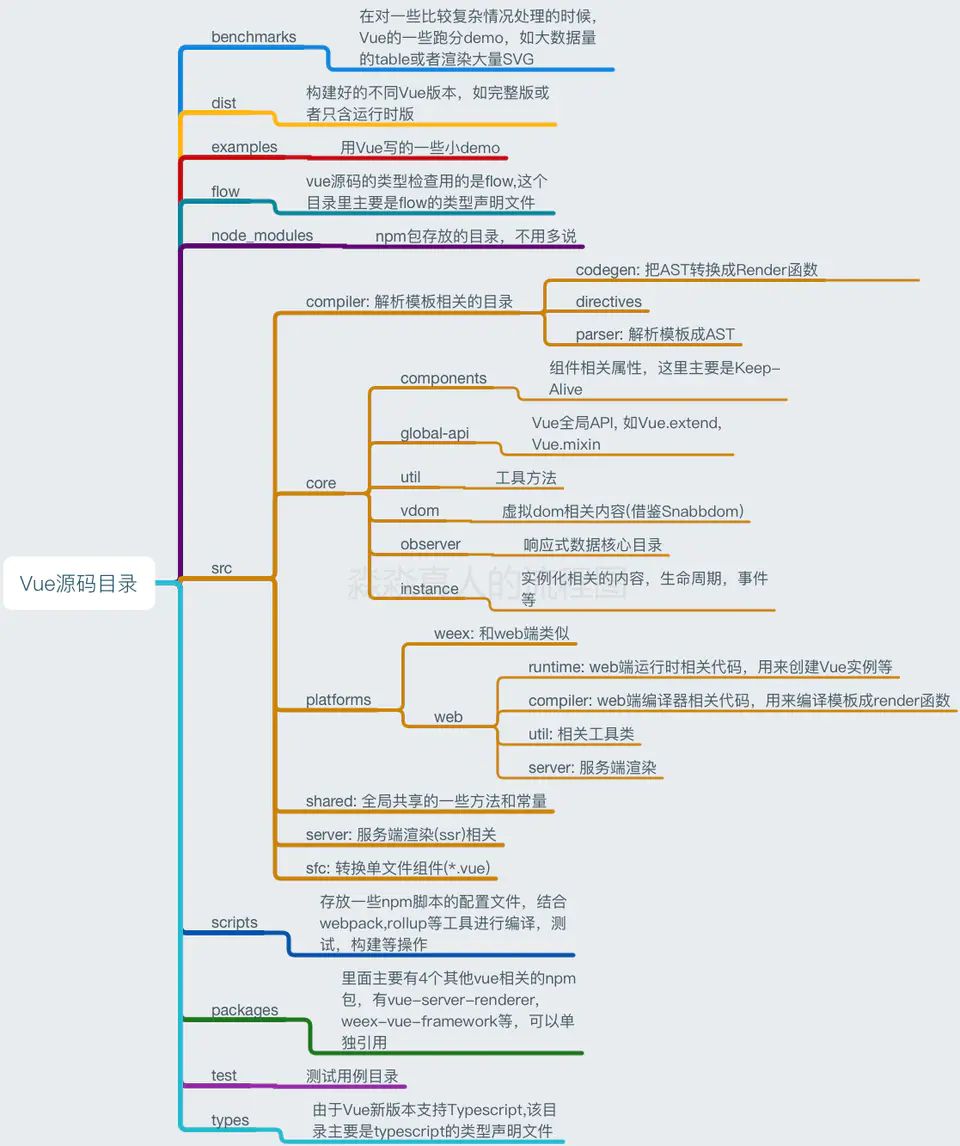 benchmarks
在对一些比较复杂情况处理的时候，
Vue的一些跑分demo，如大数据量
的table或者渲染大量SVG
dist
构建好的不同Vue版本，如完整版或
者只含运行时版
examples
用Vue写的一些小demo
flow
vue源码的类型检查用的是flow,这个
目录里主要是flow的类型声明文件
node_modules
npm包存放的目录，不用多说
codegen: 把AST转换成Render函数
compiler: 解析模板相关的目录
directives
parser: 解析模板成AST
components
组件相关属性，这里主要是Keep-
Alive
global-api
Vue全局API, 如Vue.extend,
Vue.mixin
core
util
工具方法
vdom
虚拟dom相关内容(借鉴Snabbdom)
observer
响应式数据核心目录
src
Vue源码目录
淼淼真人的流程图
instance
实例化相关的内容，生命周期，事件
等
weex: 和web端类似
runtime: web端运行时相关代码，用来创建Vue实例等
platforms
compiler: web端编译器相关代码，用来编译模板成render函数
web
util: 相关工具类
server: 服务端渲染
shared: 全局共享的一些方法和常量
server: 服务端渲染(ssr)相关
sfc: 转换单文件组件(*.vue)
scripts
存放一些npm脚本的配置文件，结合
webpack,rollup等工具进行编译，测
试，构建等操作
packages
里面主要有4个其他vue相关的npm
包，有vue-server-renderer,
weex-vue-framework等，可以单
独引用
test
测试用例目录
types
由于Vue新版本支持Typescript,该目
录主要是typescript的类型声明文件